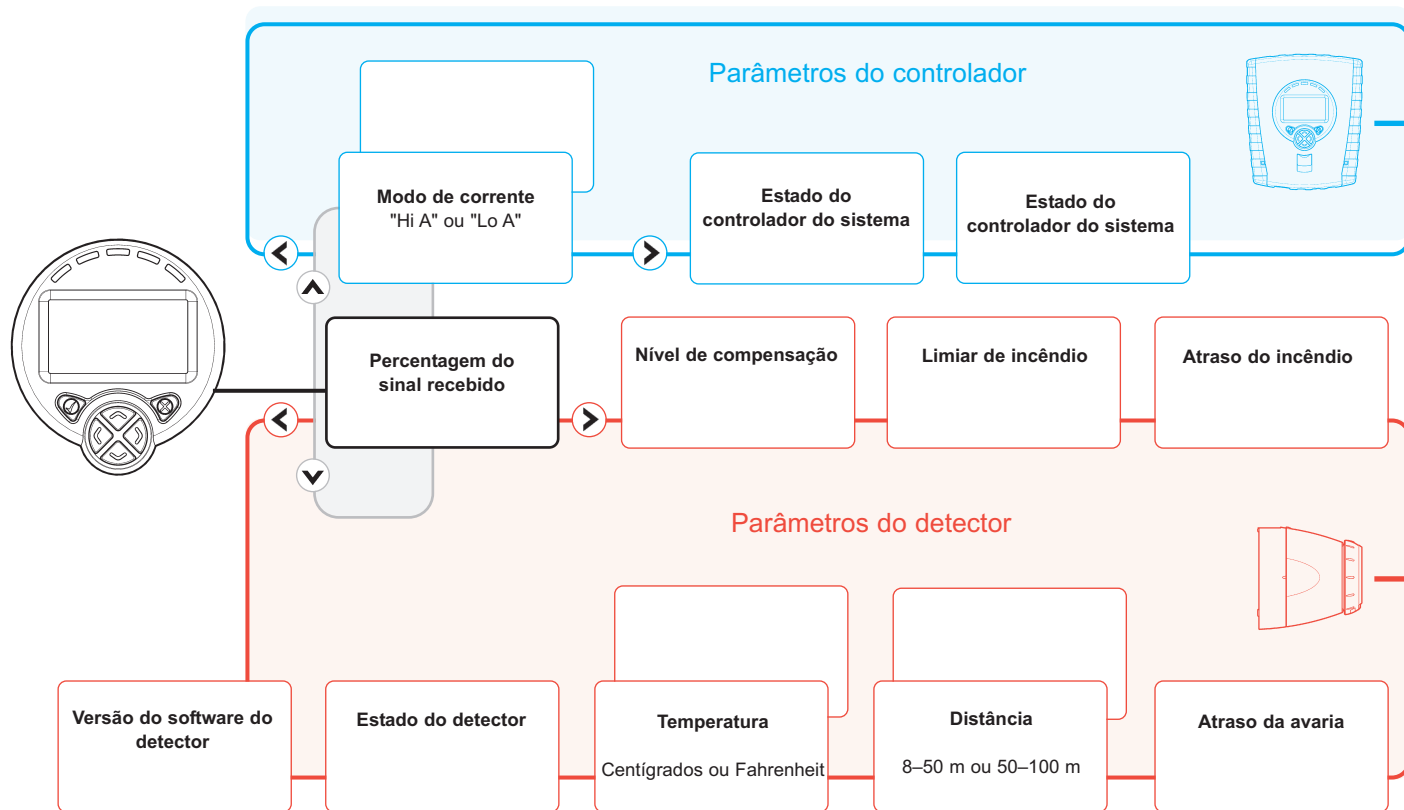 Parâmetros do controlador
Modo de corrente
"Hi A" ou "Lo A"
Estado do
controlador do sistema
Estado do
controlador do sistema
Percentagem do
sinal recebido
Nível de compensação
Limiar de incêndio
Atraso do incêndio
Parâmetros do detector
Versão do software do
detector
Estado do detector
Temperatura
Centígrados ou Fahrenheit
Distância
8–50 m ou 50–100 m
Atraso da avaria